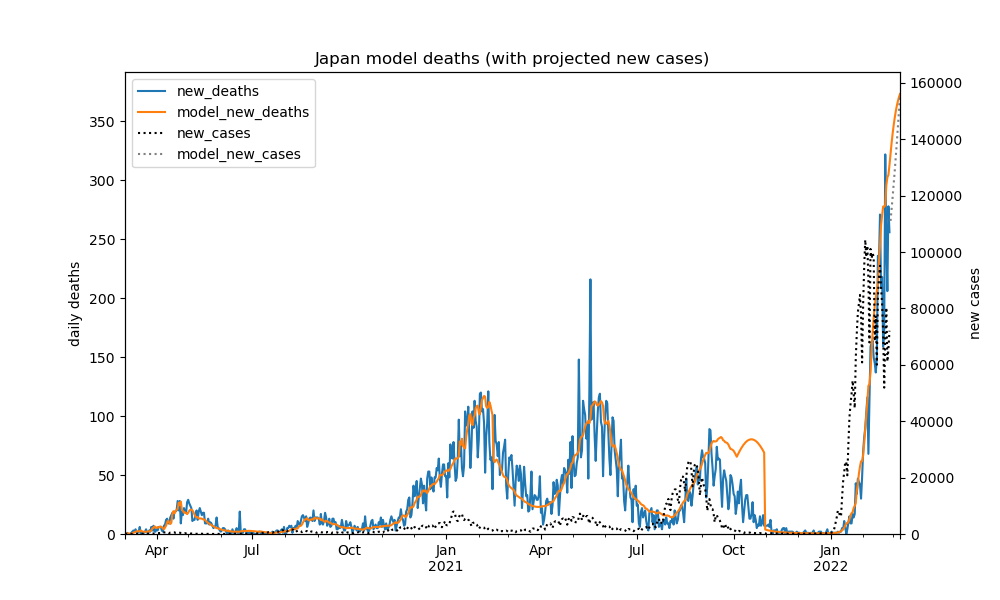 Japan model deaths (with projected new cases)
new_deaths
model_new_deaths
new_cases
model_new_cases
daily deaths
0
50
100
150
200
250
300
350
new cases
0
20000
40000
60000
80000
100000
120000
140000
160000
Apr
Jul
Oct
Jan
2021
Apr
Jul
Oct
Jan
2022